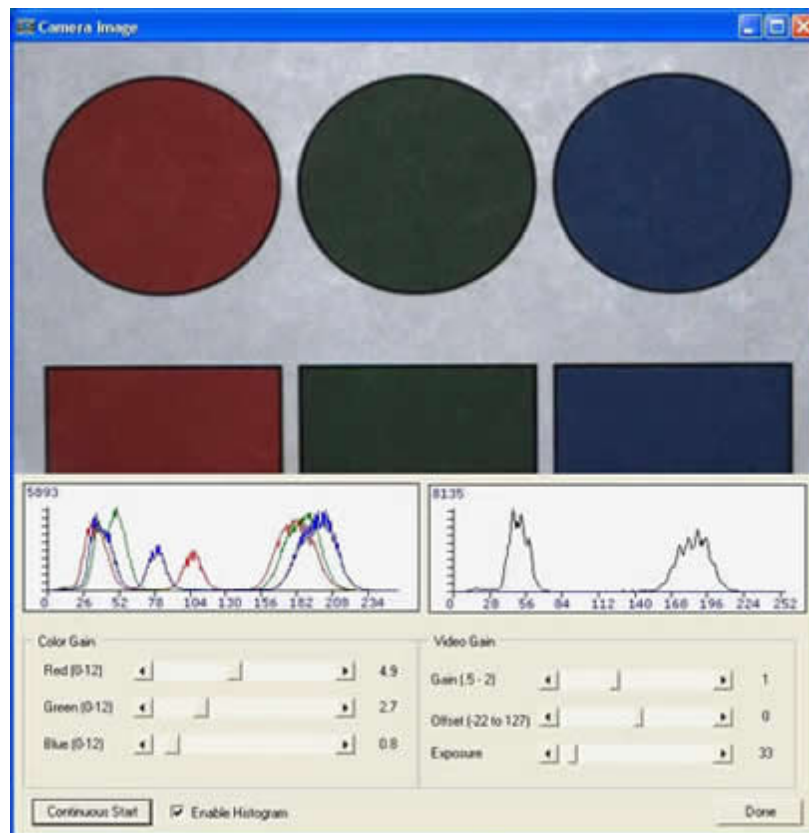 Camera Image
5893
0 26 52 78 104 130 156 182 208 234
8135
0 28 56 84 112 140 168 196 224 252
Color Gain
Red (0-12) 4.9
Green (0-12) 2.7
Blue (0-12) 0.8
Video Gain
Gain (.5 - 2) 1
Offset (-22 to 127) 0
Exposure 33
Continuous Start
Enable Histogram
Done